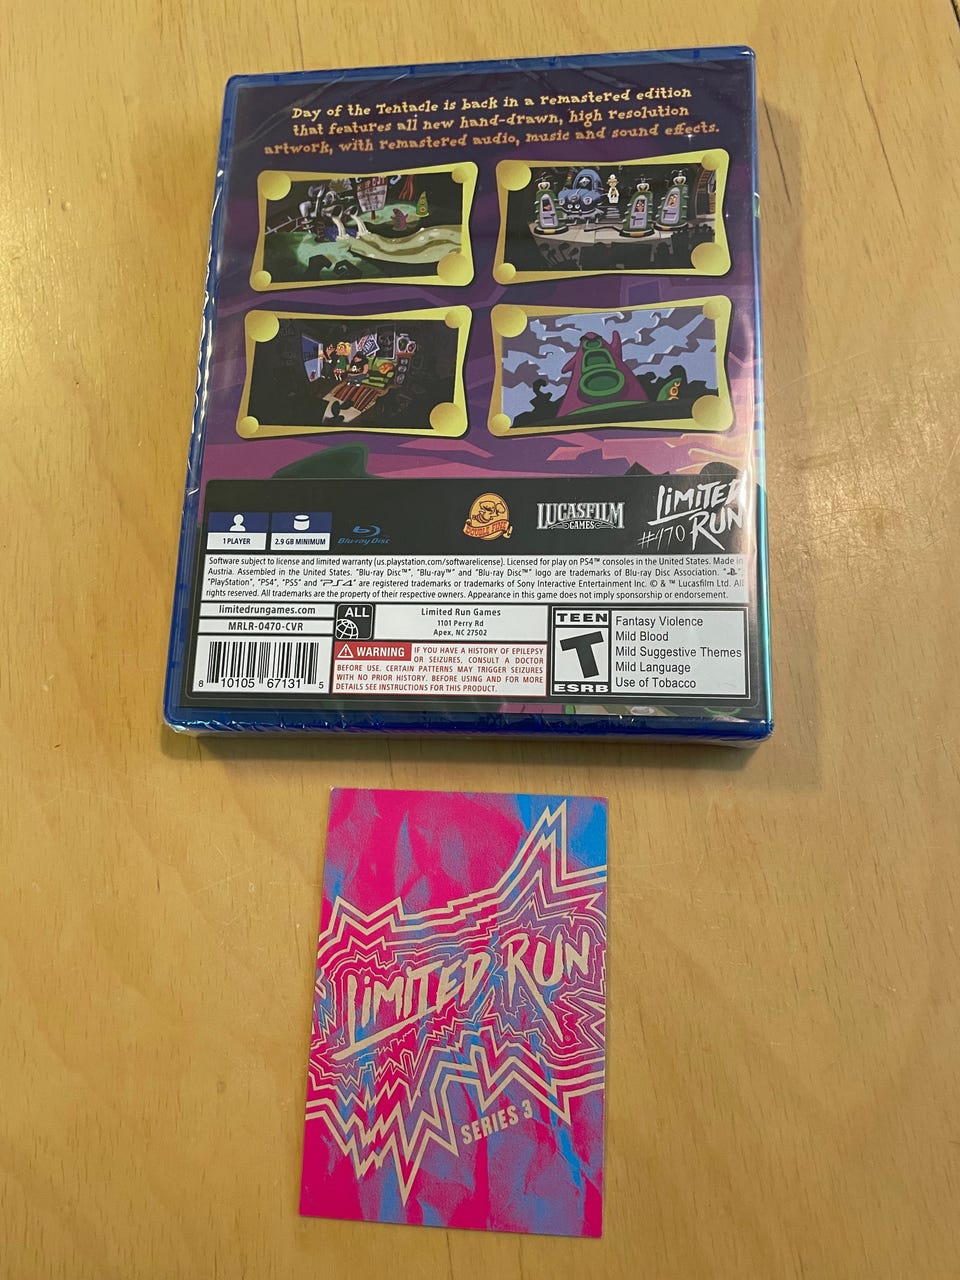 Day of the Tentacle is back in a remastered edition
that features all new hand-drawn, high resolution
artwork, with remastered audio, music and sound effects.
KEEP OUT
1 PLAYER
2.9 GB MINIMUM
Blu-ray Disc
DOUBLE FINE
LUCASFILM
GAMES
LIMITED
RUN
#470
Software subject to license and limited warranty (us.playstation.com/softwarelicense). Licensed for play on PS4™ consoles in the United States. Made in
Austria. Assembled in the United States. "Blu-ray Disc™", "Blu-ray™" and "Blu-ray Disc™" logo are trademarks of Blu-ray Disc Association. "
"PlayStation", "PS4", "PS5" and "PS4" are registered trademarks or trademarks of Sony Interactive Entertainment Inc. © & ™ Lucasfilm Ltd. All
rights reserved. All trademarks are the property of their respective owners. Appearance in this game does not imply sponsorship or endorsement.
limitedrungames.com
MRLR-0470-CVR
8 10105 67131 5
ALL
Limited Run Games
1101 Perry Rd
Apex, NC 27502
WARNING IF YOU HAVE A HISTORY OF EPILEPSY
OR SEIZURES, CONSULT A DOCTOR
BEFORE USE. CERTAIN PATTERNS MAY TRIGGER SEIZURES
WITH NO PRIOR HISTORY. BEFORE USING AND FOR MORE
DETAILS SEE INSTRUCTIONS FOR THIS PRODUCT.
TEEN
T
ESRB
Fantasy Violence
Mild Blood
Mild Suggestive Themes
Mild Language
Use of Tobacco
LIMITED RUN
®
SERIES 3